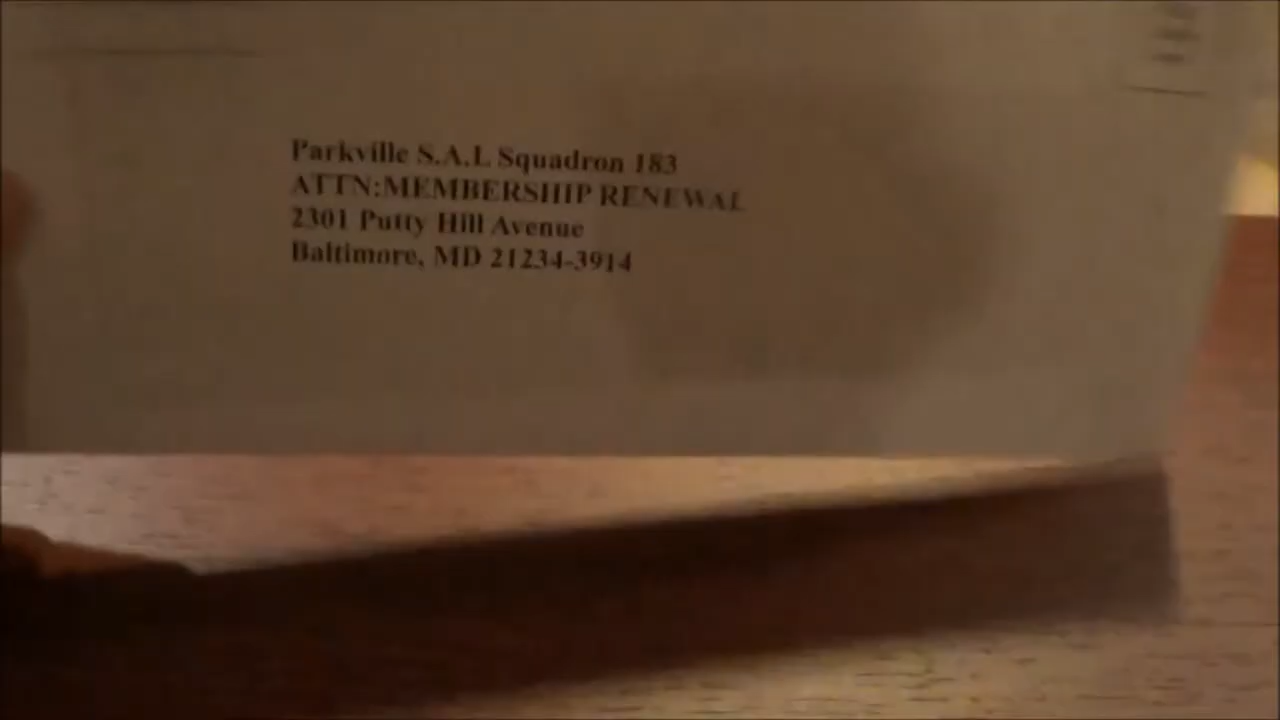 Parkville S.A.L Squadron 183
ATTN:MEMBERSHIP RENEWAL
2301 Putty Hill Avenue
Baltimore, MD 21234-3914